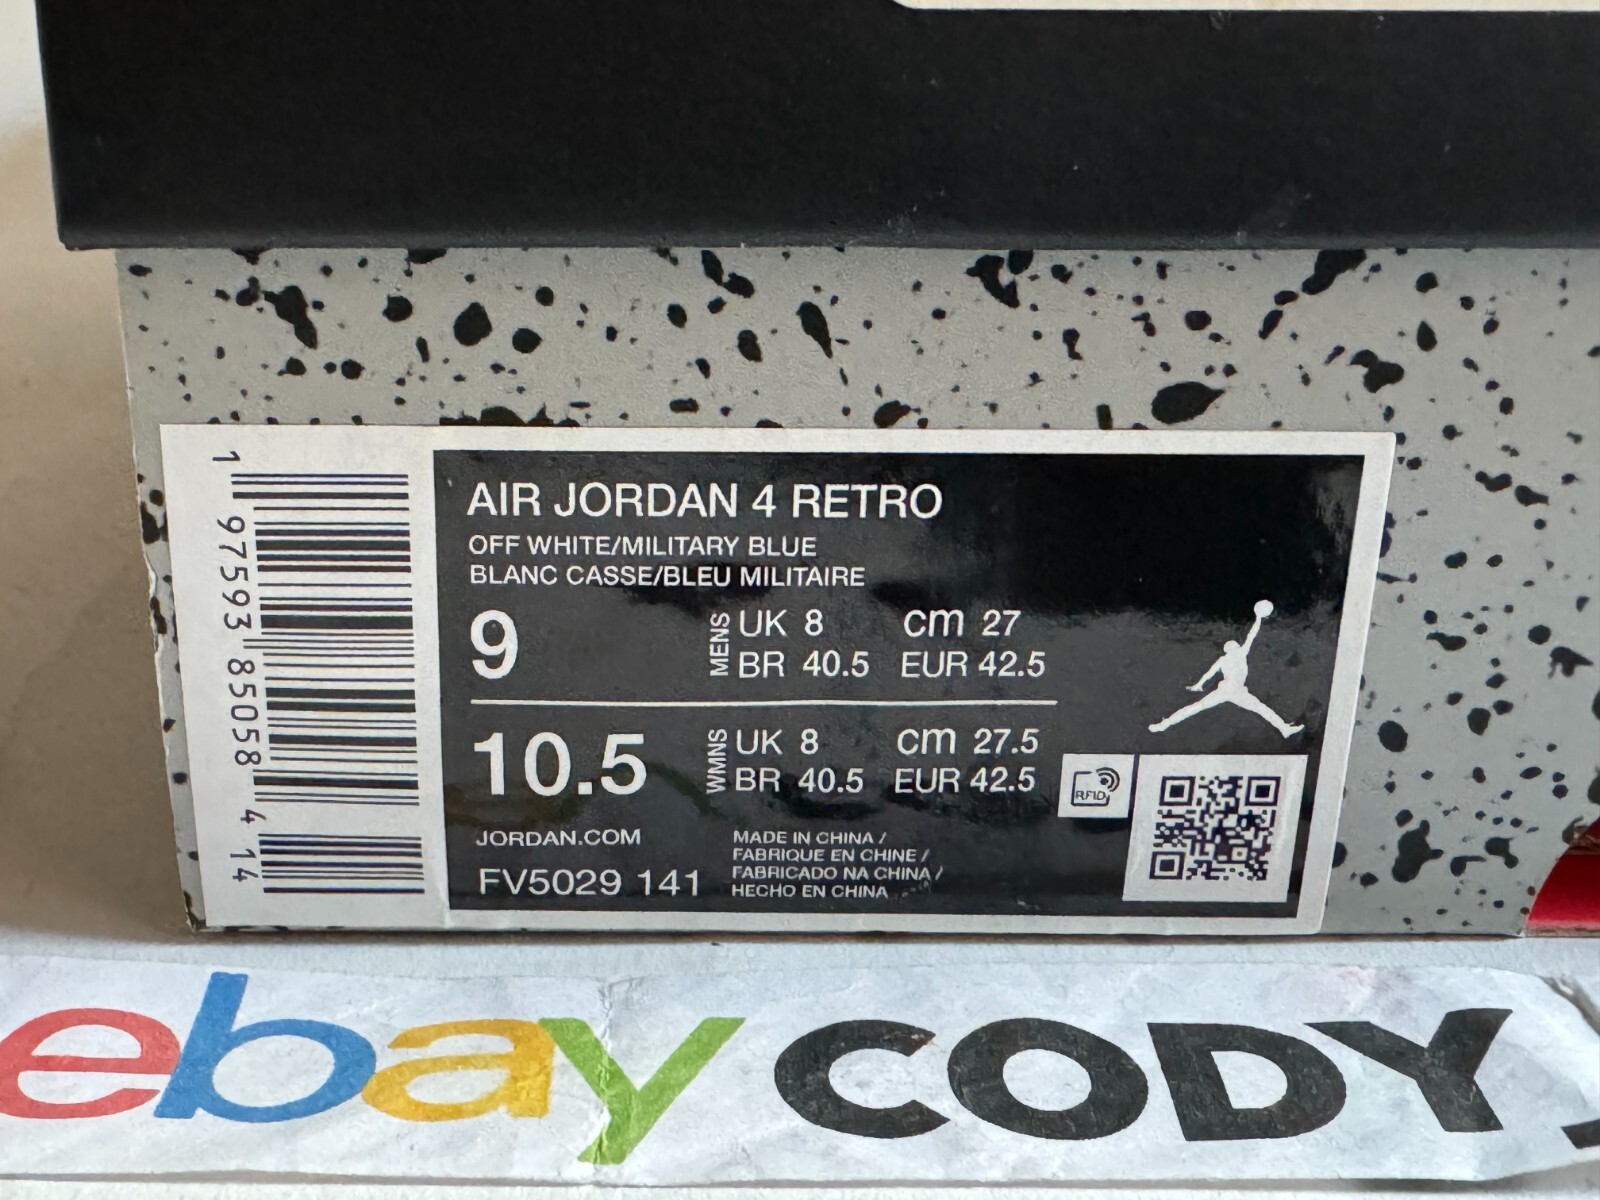 1 97593 85058 4 14
AIR JORDAN 4 RETRO
OFF WHITE/MILITARY BLUE
BLANC CASSE/BLEU MILITAIRE
9 MENS UK 8 cm 27
BR 40.5 EUR 42.5
10.5 WMNS UK 8 cm 27.5
BR 40.5 EUR 42.5
RFID
JORDAN.COM
FV5029 141
MADE IN CHINA /
FABRIQUE EN CHINE /
FABRICADO NA CHINA /
HECHO EN CHINA
ebay CODY_